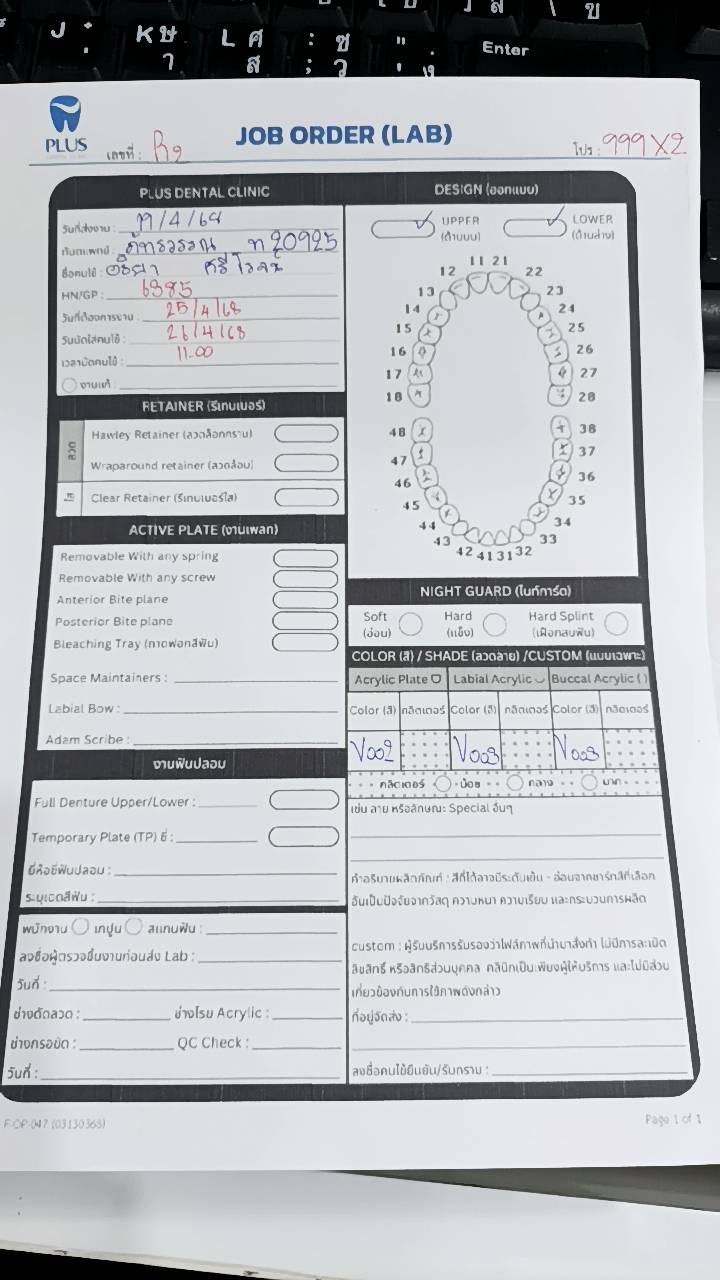 Enter
PLUS
JOB ORDER (LAB)
เลขที่ : R2
โปร : 999X2
PLUS DENTAL CLINIC
วันที่ส่งงาน : 19/4/68
ทันตแพทย์ : ภัทรวรรณ ท 20925
ชื่อคนไข้ :
HN/GP : 6385
วันที่ต้องการงาน : 25/4/68
วันนัดใส่คนไข้ : 26/4/68
เวลานัดคนไข้ : 11.00
งานแก้ :
DESIGN (ออกแบบ)
UPPER (ด้านบน)
LOWER (ด้านล่าง)
11 21
12 22
13 23
14 24
15 25
16 26
17 27
18 28
48 38
47 37
46 36
45 35
44 34
43 33
42 41 31 32
RETAINER (รีเทนเนอร์)
ลวด
Hawley Retainer (ลวดล็อกกราม)
Wraparound retainer (ลวดล้อม)
ใส
Clear Retainer (รีเทนเนอร์ใส)
ACTIVE PLATE (งานเพลท)
Removable With any spring
Removable With any screw
Anterior Bite plane
Posterior Bite plane
Bleaching Tray (ถาดฟอกสีฟัน)
Space Maintainers :
Labial Bow :
Adam Scribe :
NIGHT GUARD (ไนท์การ์ด)
Soft (อ่อน)
Hard (แข็ง)
Hard Splint (เฝือกสบฟัน)
COLOR (สี) / SHADE (ลวดลาย) /CUSTOM (แบบเฉพาะ)
Acrylic Plate
Labial Acrylic
Buccal Acrylic ( )
Color (สี) กลิตเตอร์ Color (สี) กลิตเตอร์ Color (สี) กลิตเตอร์
V002 V003 V003
กลิตเตอร์ น้อย กลาง มาก
เช่น ลาย หรือลักษณะ Special อื่นๆ
งานฟันปลอม
Full Denture Upper/Lower :
Temporary Plate (TP) ซี่ :
ยี่ห้อซี่ฟันปลอม :
ระบุเฉดสีฟัน :
คำอธิบายผลิตภัณฑ์ : สีที่ได้อาจมีระดับเข้ม - อ่อนจากชาร์ทสีที่เลือก
อันเป็นปัจจัยจากวัสดุ ความหนา ความเรียบ และกระบวนการผลิต
พนักงาน เทปูน สแกนฟัน :
ลงชื่อผู้ตรวจชิ้นงานก่อนส่ง Lab :
วันที่ :
ช่างดัดลวด : ช่างโรย Acrylic :
ช่างกรอขัด : QC Check :
วันที่ :
custom : ผู้รับบริการรับรองว่าไฟล์ภาพที่นำมาสั่งทำ ไม่มีการละเมิด
ลิขสิทธิ์ หรือสิทธิส่วนบุคคล คลินิกเป็นเพียงผู้ให้บริการ และไม่มีส่วน
เกี่ยวข้องกับการใช้ภาพดังกล่าว
ที่อยู่จัดส่ง :
ลงชื่อคนไข้ยืนยัน/รับทราบ :
F-OP-047 (03130368)
Page 1 of 1